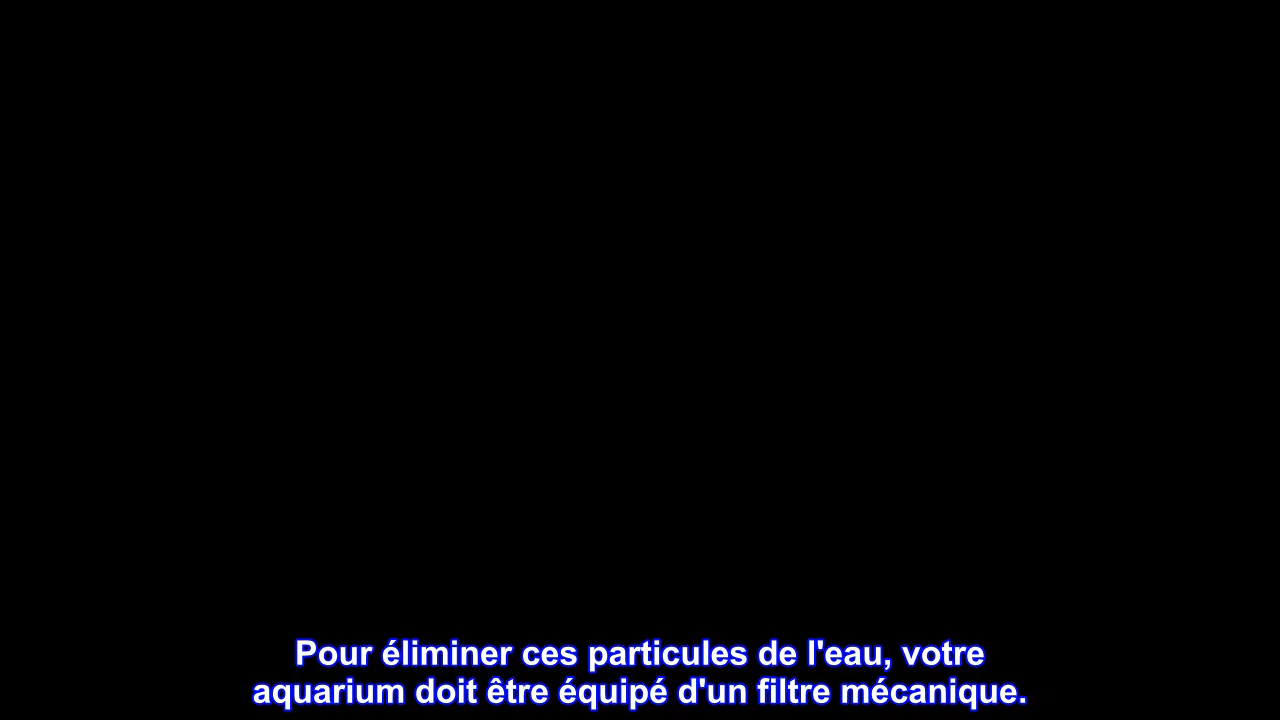 Pour éliminer ces particules de l'eau, votre
aquarium doit être équipé d'un filtre mécanique.